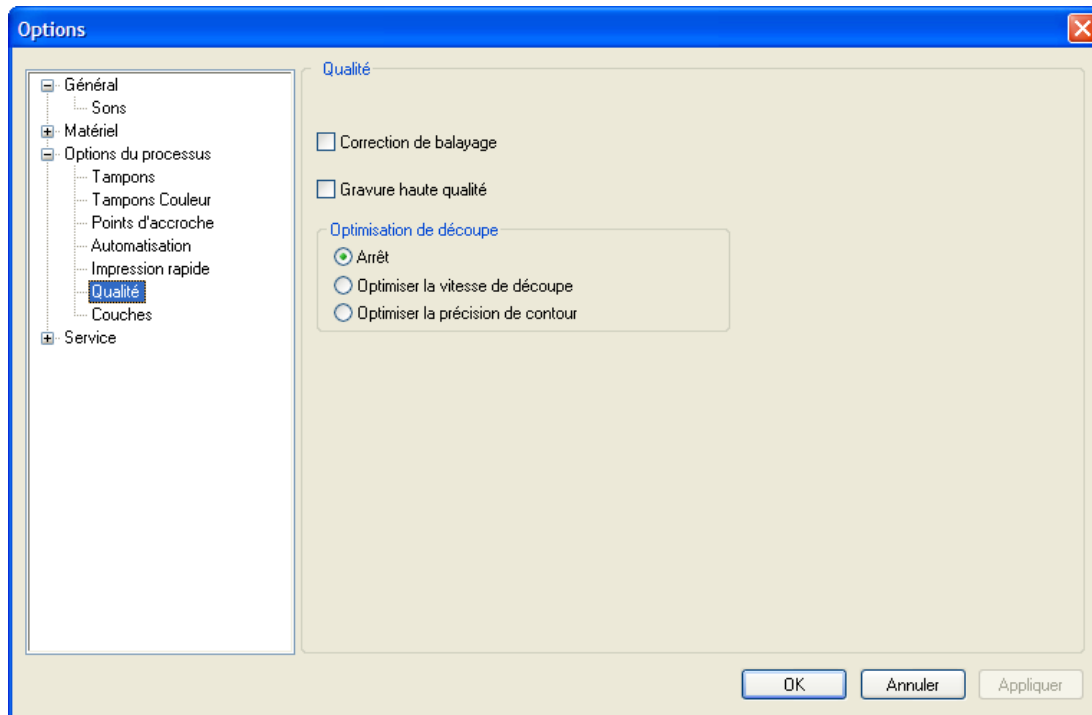 Options
Général
Sons
Matériel
Options du processus
Tampons
Tampons Couleur
Points d'accroche
Automatisation
Impression rapide
Qualité
Couches
Service
Qualité
Correction de balayage
Gravure haute qualité
Optimisation de découpe
Arrêt
Optimiser la vitesse de découpe
Optimiser la précision de contour
OK
Annuler
Appliquer